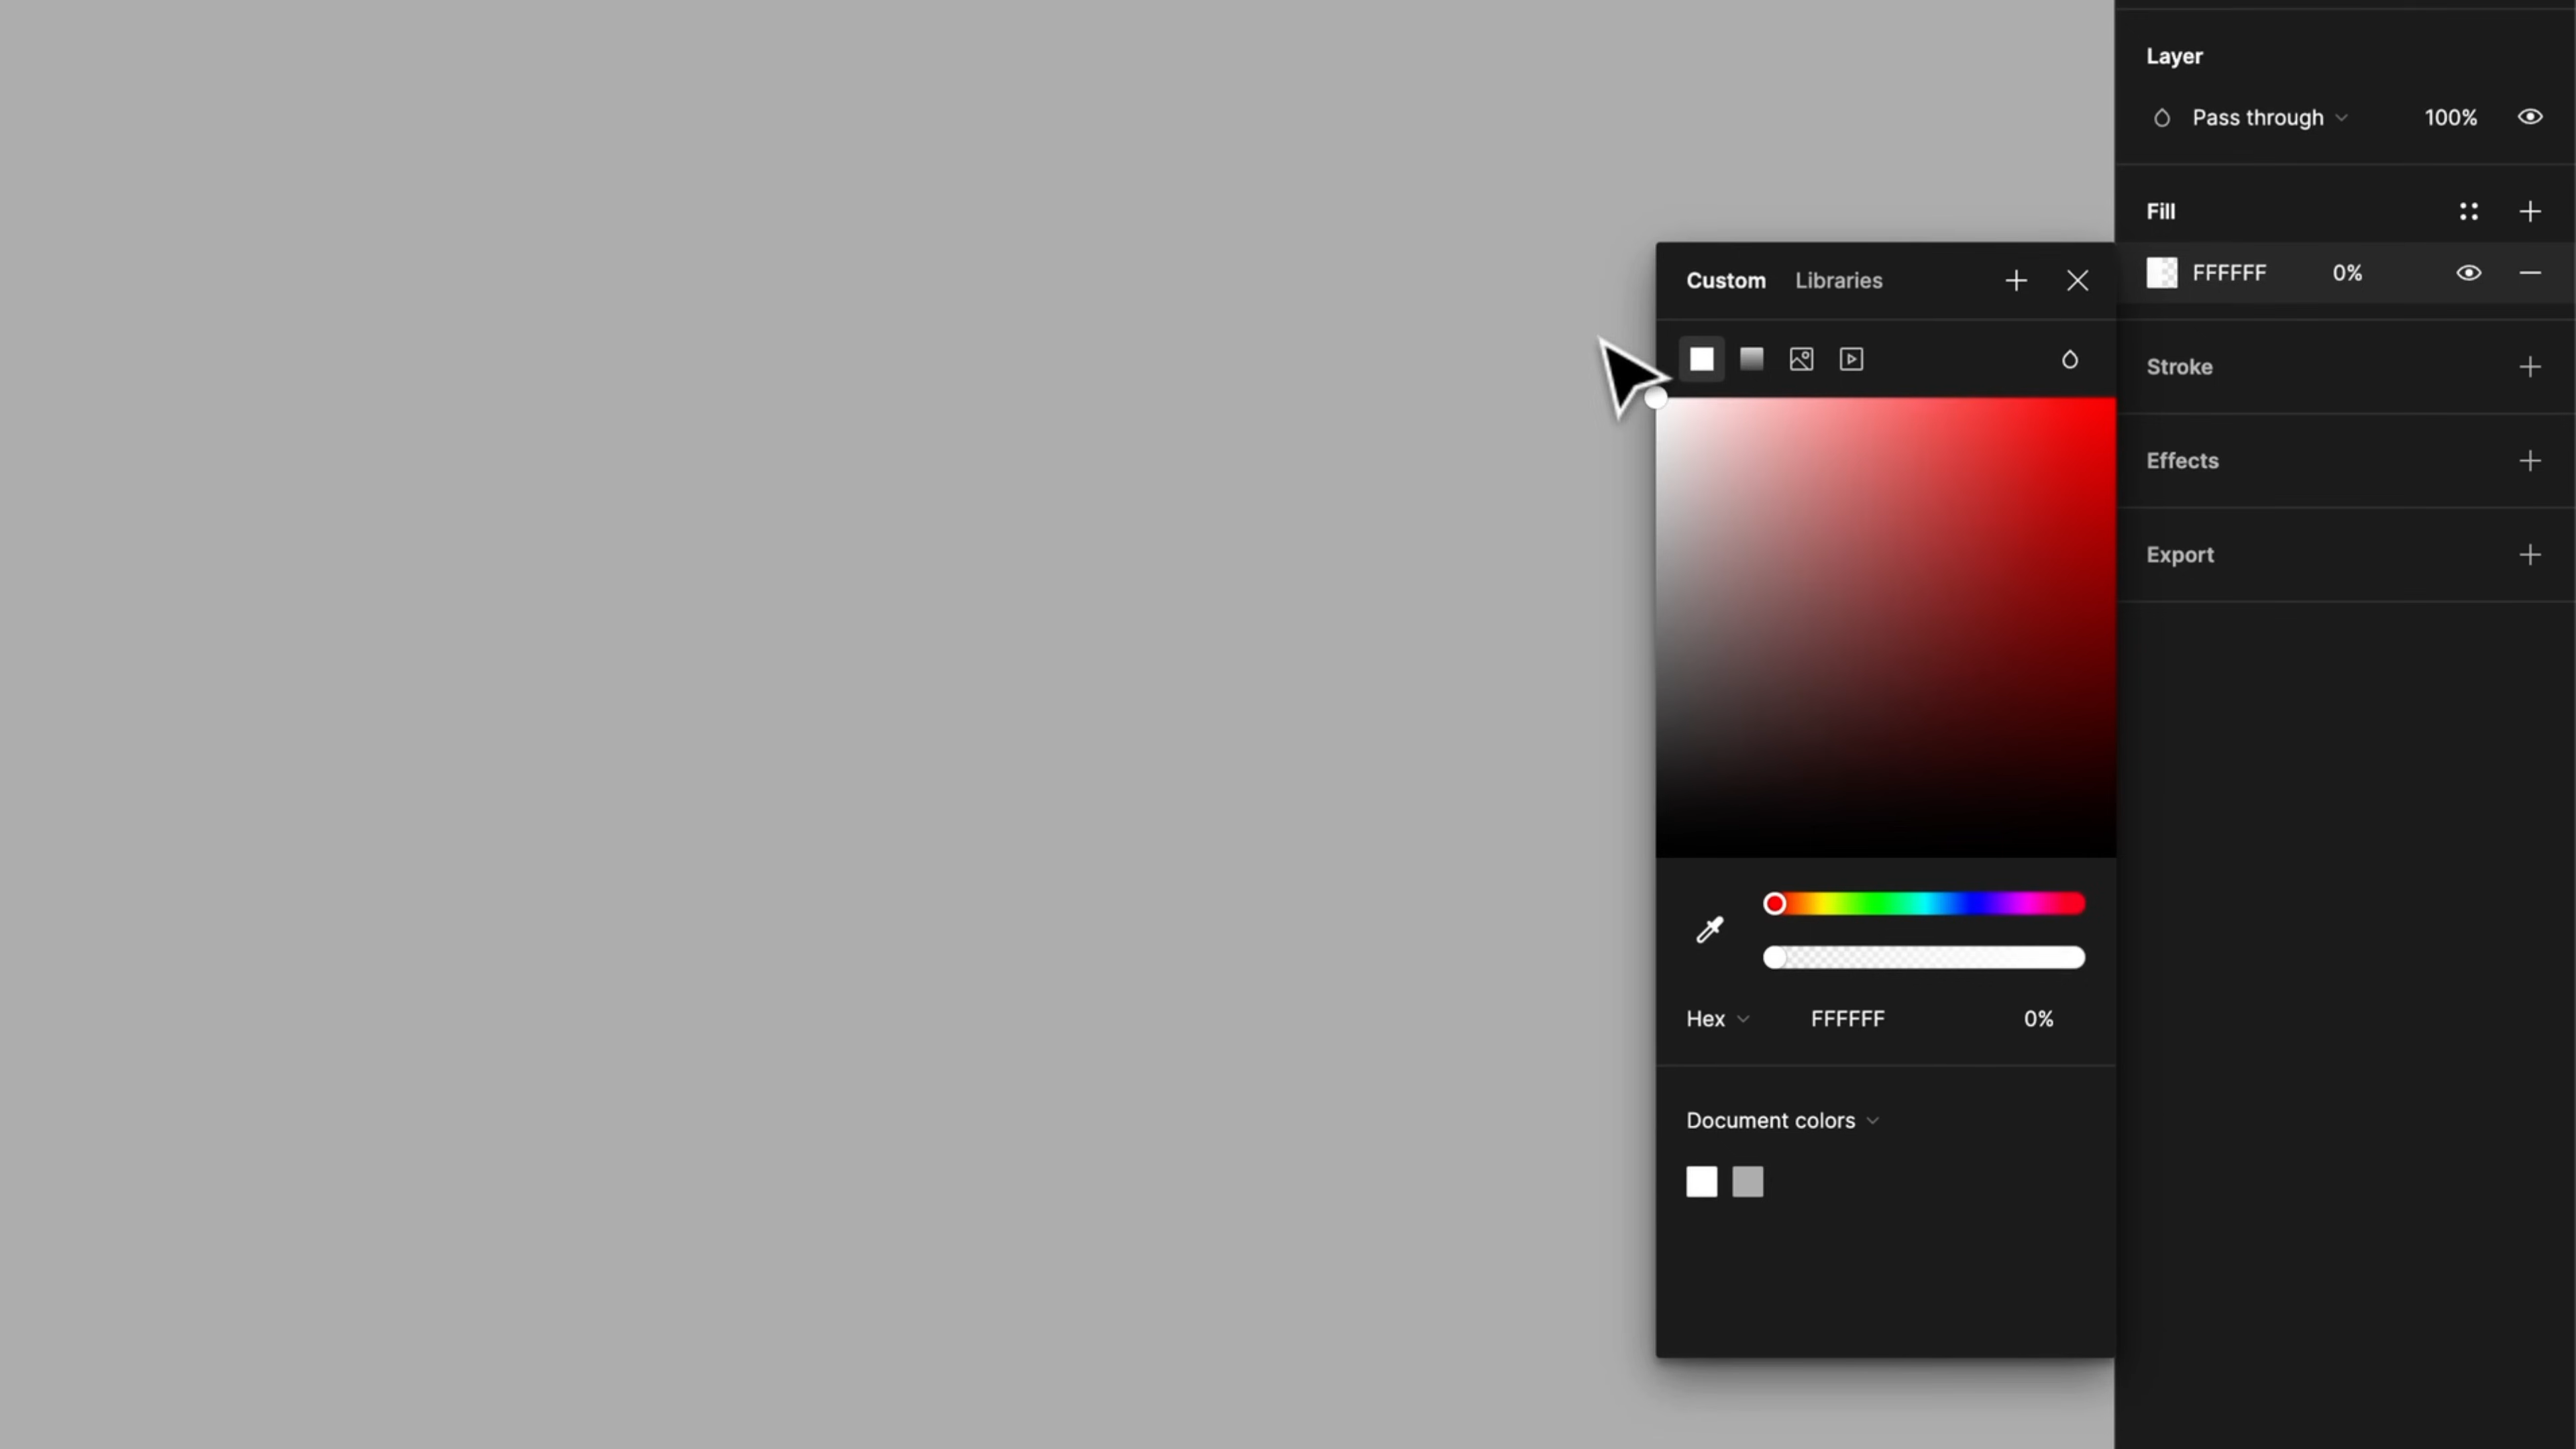 Layer
Pass through 100%
Fill
FFFFFF 0%
Custom Libraries
Stroke
Effects
Export
Hex FFFFFF 0%
Document colors